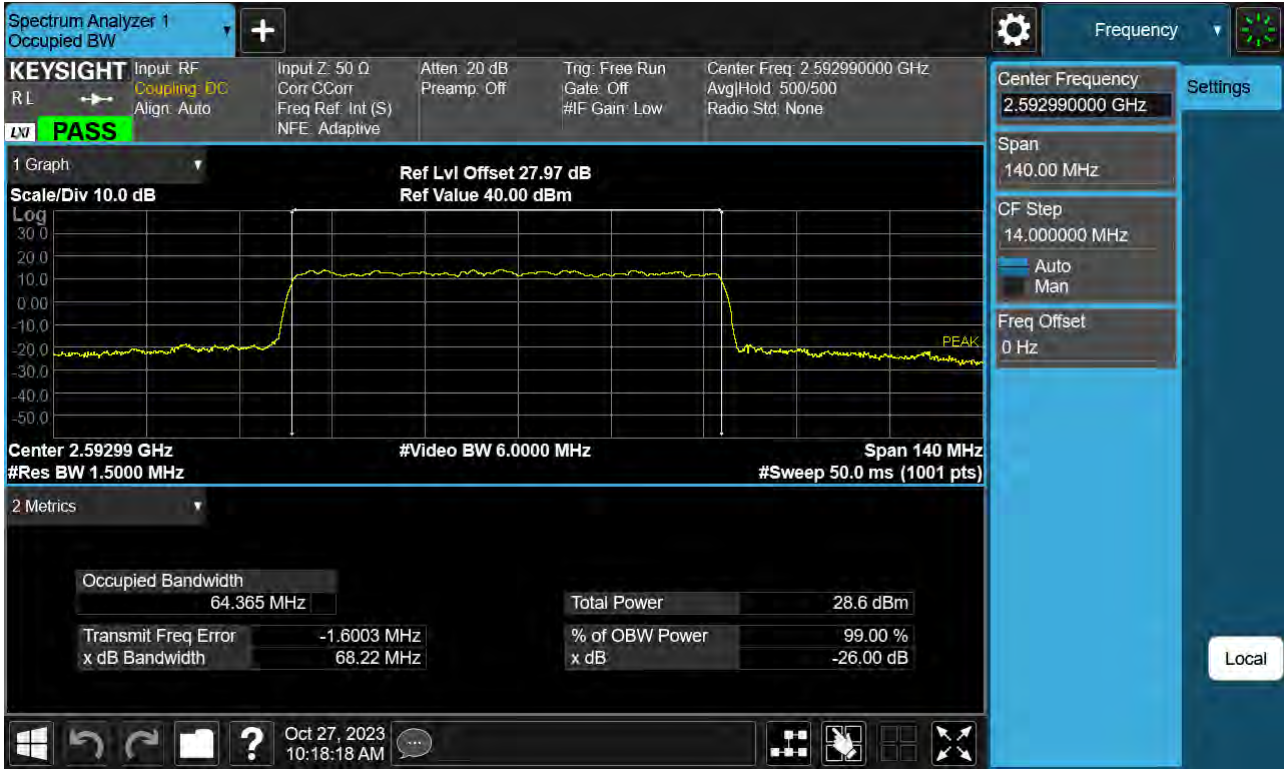 Spectrum Analyzer 1
Occupied BW
+
Frequency
KEYSIGHT
RL
LXI
PASS
Input: RF
Coupling: DC
Align: Auto
Input Z: 50 Ω
Corr CCorr
Freq Ref: Int (S)
NFE: Adaptive
Atten: 20 dB
Preamp: Off
Trig: Free Run
Gate: Off
#IF Gain: Low
Center Freq: 2.592990000 GHz
Avg|Hold: 500/500
Radio Std: None
Center Frequency
2.592990000 GHz
Settings
Span
140.00 MHz
CF Step
14.000000 MHz
Auto
Man
Freq Offset
0 Hz
Local
1 Graph
Scale/Div 10.0 dB
Ref Lvl Offset 27.97 dB
Ref Value 40.00 dBm
Log
30.0
20.0
10.0
0.00
-10.0
-20.0
-30.0
-40.0
-50.0
PEAK
Center 2.59299 GHz
#Video BW 6.0000 MHz
Span 140 MHz
#Res BW 1.5000 MHz
#Sweep 50.0 ms (1001 pts)
2 Metrics
Occupied Bandwidth
64.365 MHz
Total Power 28.6 dBm
Transmit Freq Error -1.6003 MHz
% of OBW Power 99.00 %
x dB Bandwidth 68.22 MHz
x dB -26.00 dB
?
Oct 27, 2023
10:18:18 AM